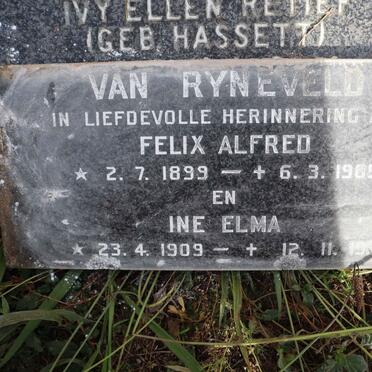 IVY ELLEN RETIEF
(GEB HASSETT)
VAN RYNEVELD
IN LIEFDEVOLLE HERINNERING
FELIX ALFRED
★ 2.7.1899 — + 6.3.
EN
INE ELMA
★ 23.4.1909 — + 12.11.